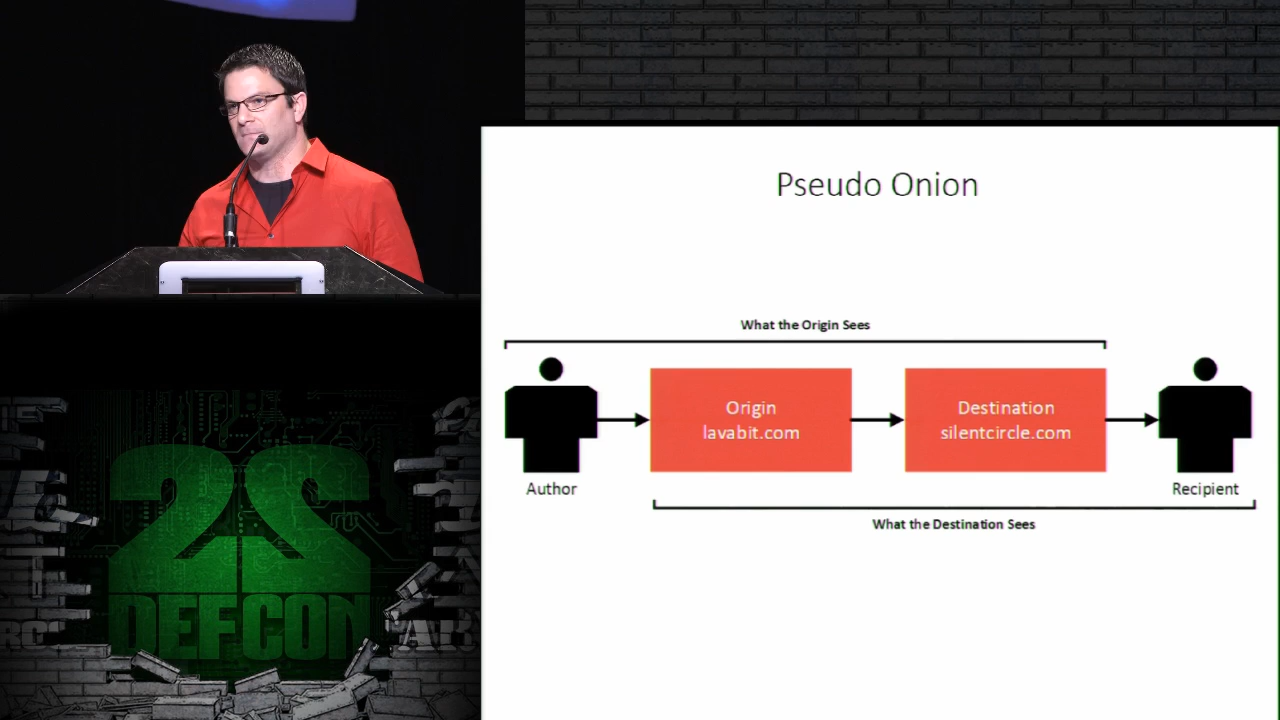 Pseudo Onion
What the Origin Sees
Origin
lavabit.com
Destination
silentcircle.com
Author
Recipient
What the Destination Sees
22
DEFCON